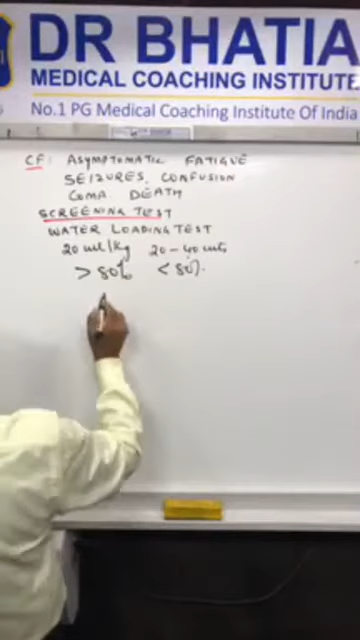 DR BHATIA
MEDICAL COACHING INSTITUTE
No.1 PG Medical Coaching Institute Of India
CF: ASYMPTOMATIC FATIGUE
SEIZURES, CONFUSION
COMA DEATH
SCREENING TEST
WATER LOADING TEST
20 ml/kg 20-40 mts
> 80% < 80%.